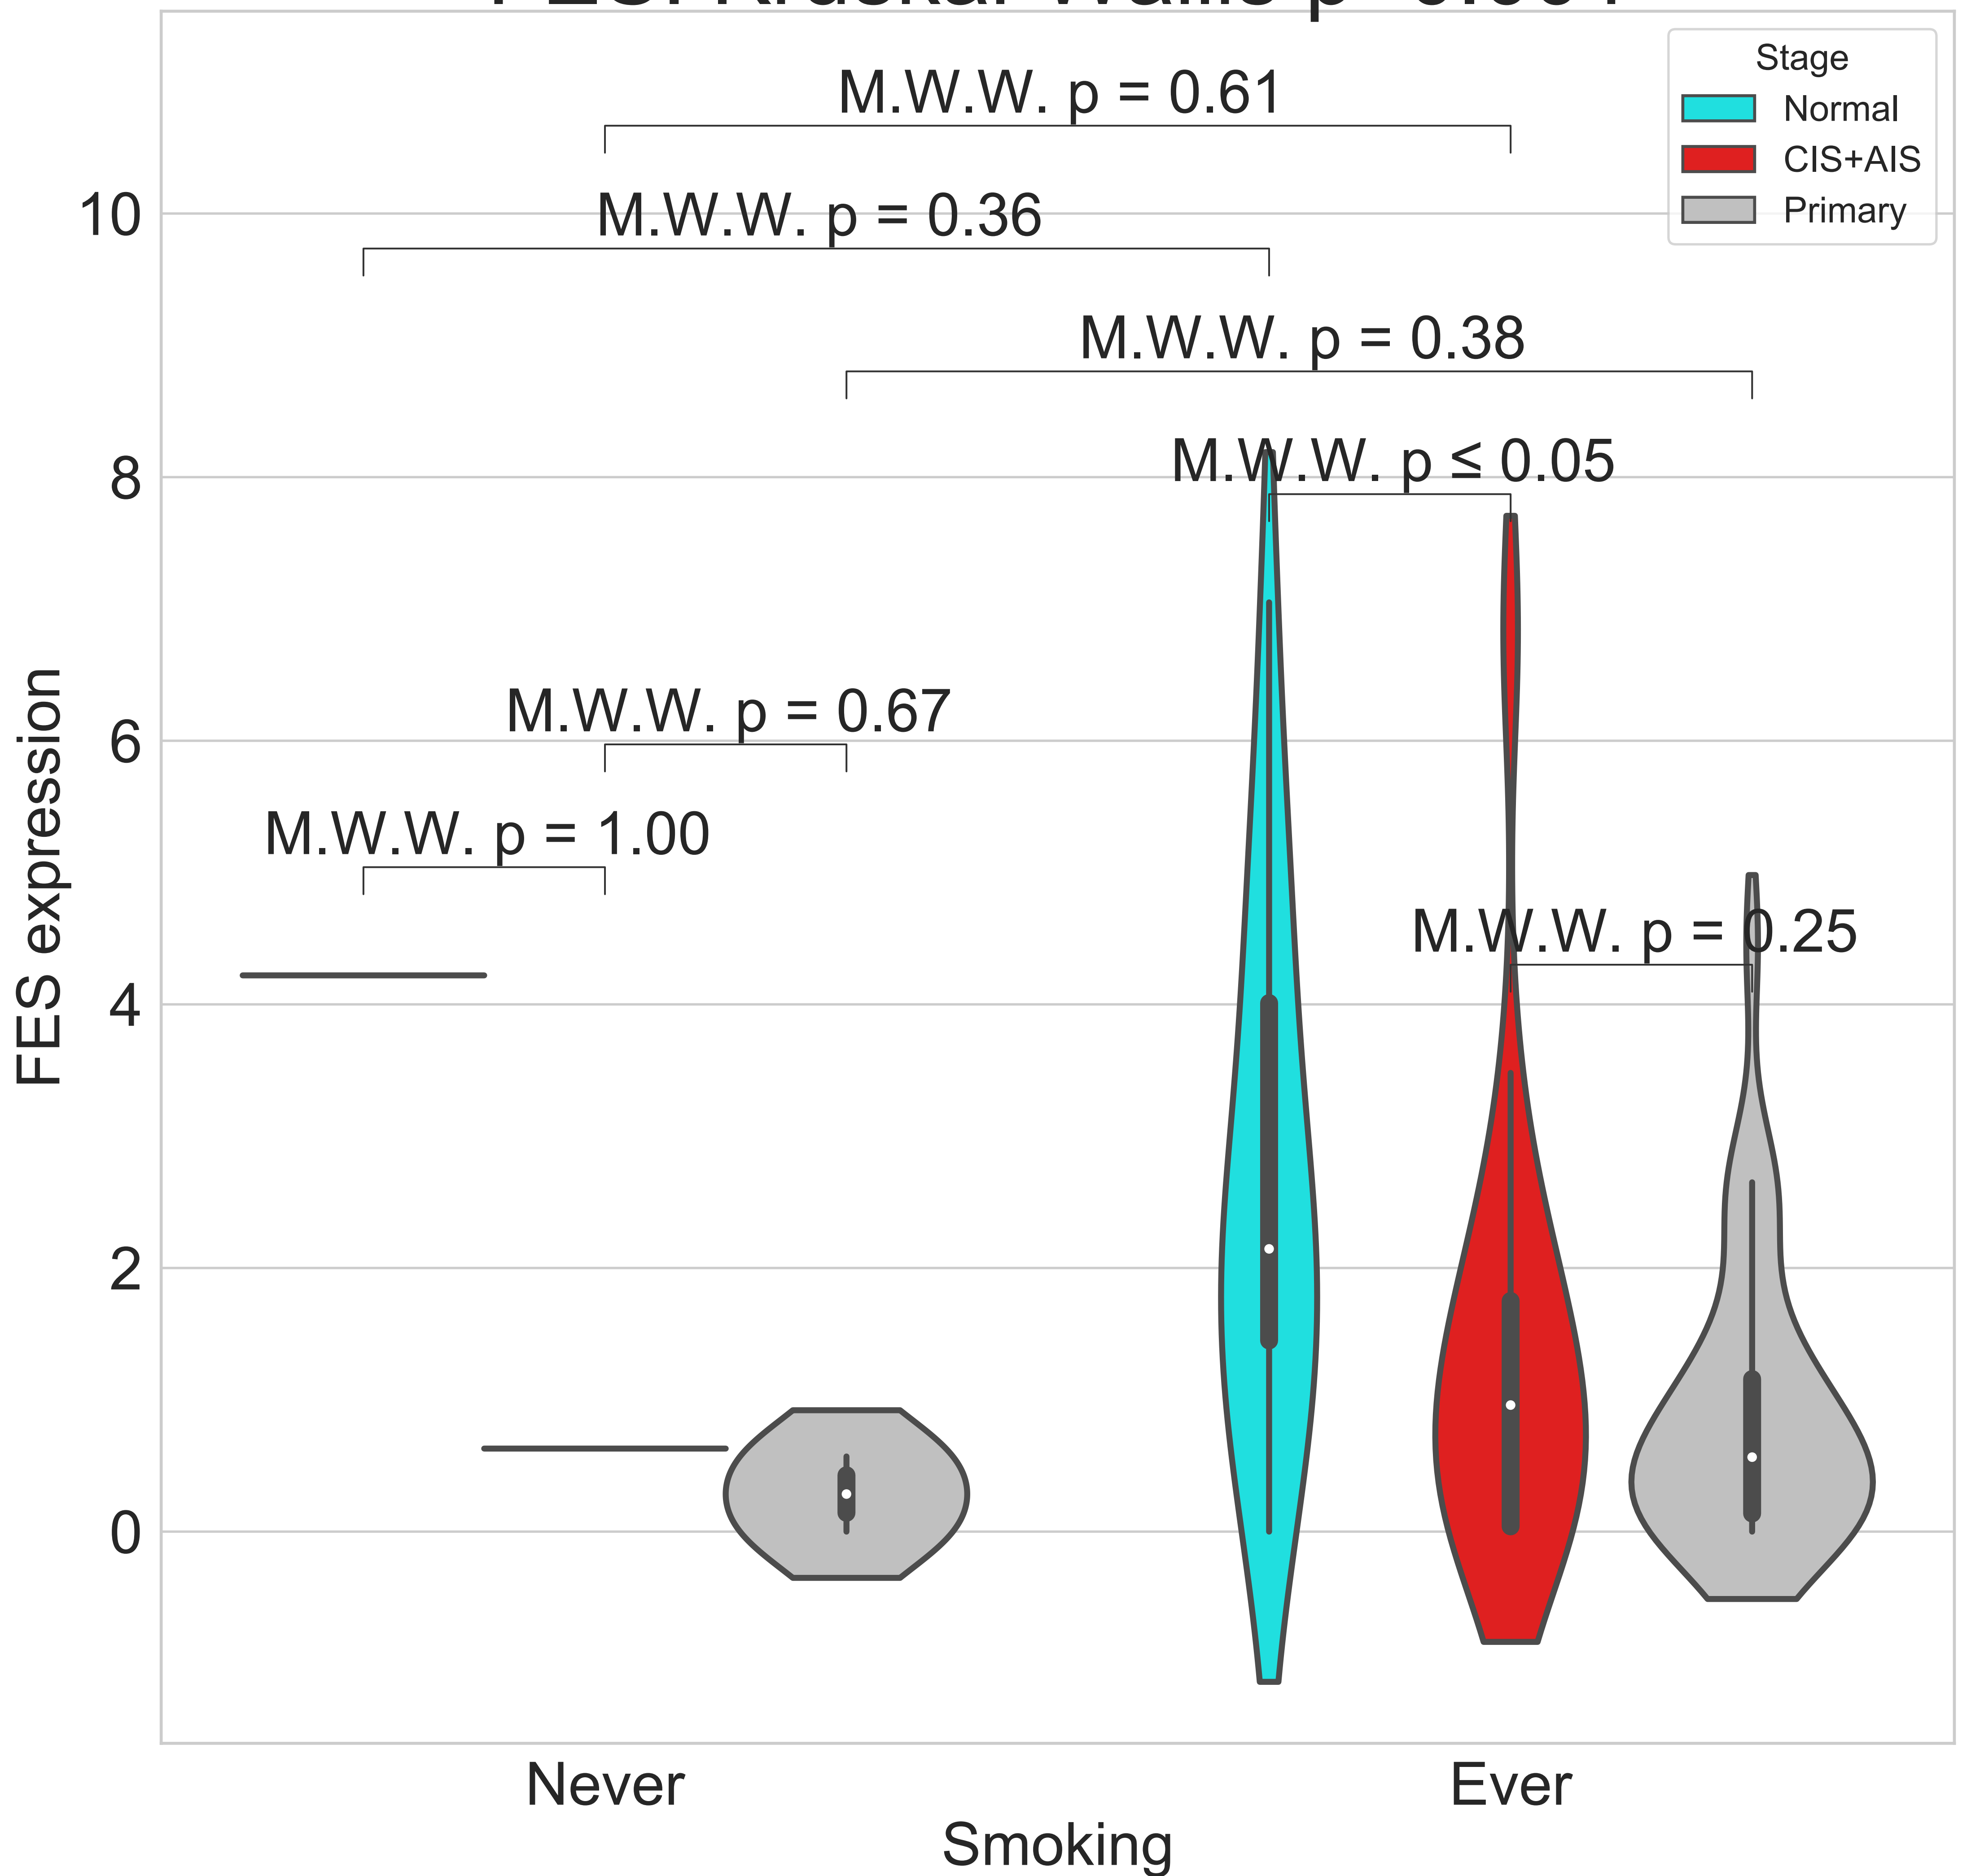 M.W.W. p = 0.61
Stage
Normal
CIS+AIS
Primary
M.W.W. p = 0.36
M.W.W. p = 0.38
M.W.W. p ≤ 0.05
M.W.W. p = 0.67
M.W.W. p = 1.00
M.W.W. p = 0.25
10
8
6
4
2
0
FES expression
Never
Ever
Smoking